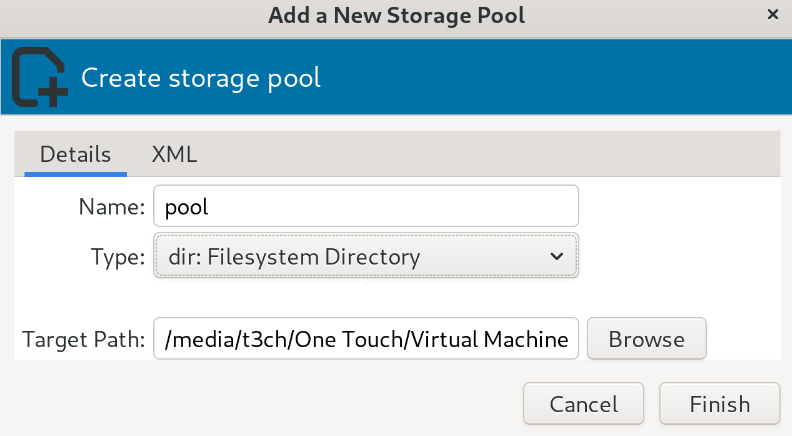 Add a New Storage Pool
Create storage pool
Details XML
Name: pool
Type: dir: Filesystem Directory
Target Path: /media/t3ch/One Touch/Virtual Machine Browse
Cancel Finish